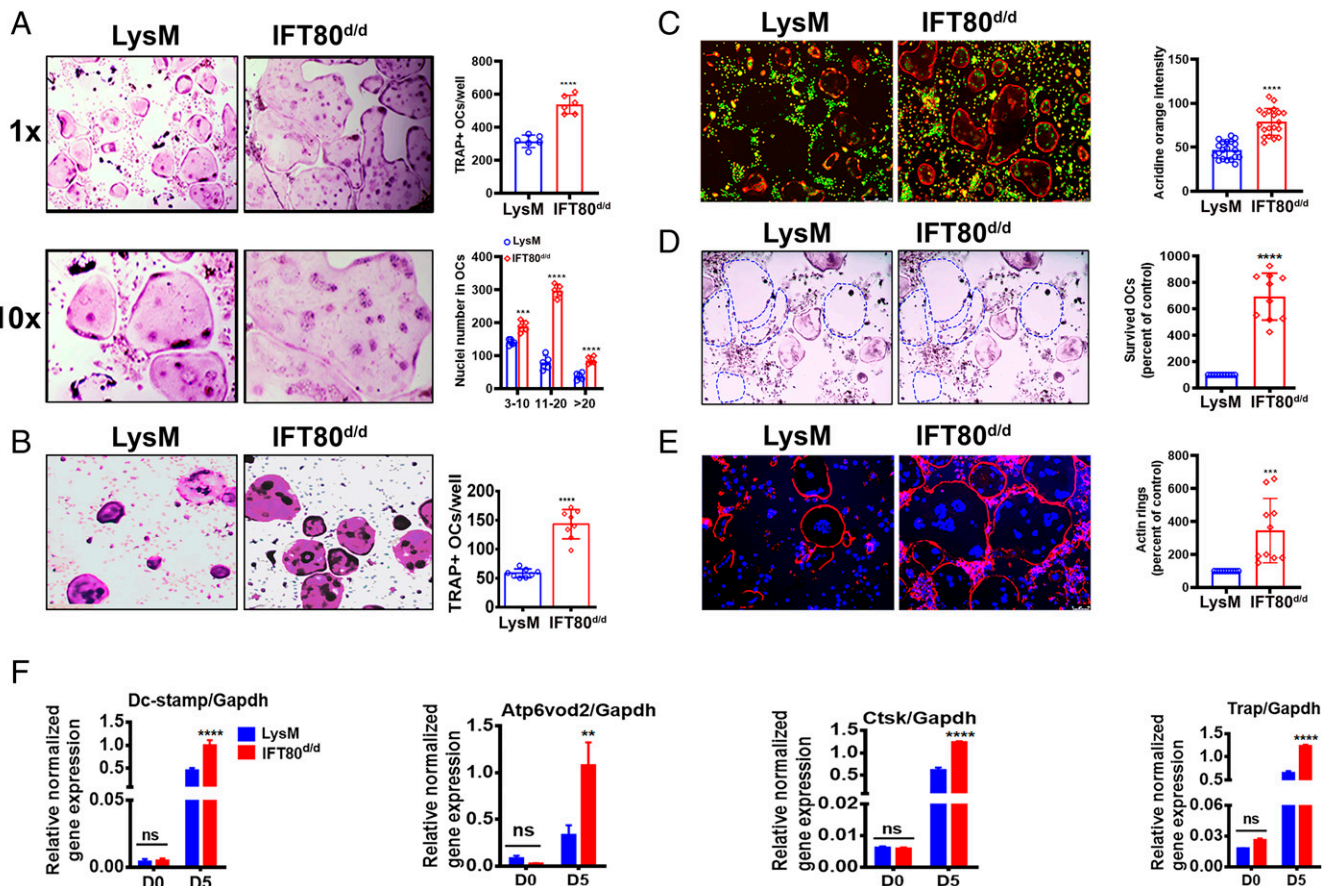 A
LysM
IFT80d/d
1x
TRAP+ OCs/well
800
600
400
200
0
LysM
IFT80d/d
10x
LysM
IFT80d/d
Nuclei number in OCs
400
300
200
100
0
***
****
****
3-10
11-20
>20
****
B
LysM
IFT80d/d
TRAP+ OCs/well
200
150
100
50
0
****
LysM
IFT80d/d
C
LysM
IFT80d/d
Acridine orange intensity
150
100
50
0
****
LysM
IFT80d/d
D
LysM
IFT80d/d
Survived OCs
(percent of control)
1000
800
600
400
200
0
****
LysM
IFT80d/d
E
LysM
IFT80d/d
Actin rings
(percent of control)
800
600
400
200
0
***
LysM
IFT80d/d
F
Dc-stamp/Gapdh
Relative normalized
gene expression
1.5
1.0
0.5
0.05
0.00
LysM
IFT80d/d
ns
****
D0
D5
Atp6vod2/Gapdh
Relative normalized
gene expression
1.5
1.0
0.5
0.0
ns
**
D0
D5
Ctsk/Gapdh
Relative normalized
gene expression
1.5
1.0
0.5
0.02
0.01
0.00
ns
****
D0
D5
Trap/Gapdh
Relative normalized
gene expression
1.5
1.0
0.5
0.06
0.03
0.00
ns
****
D0
D5